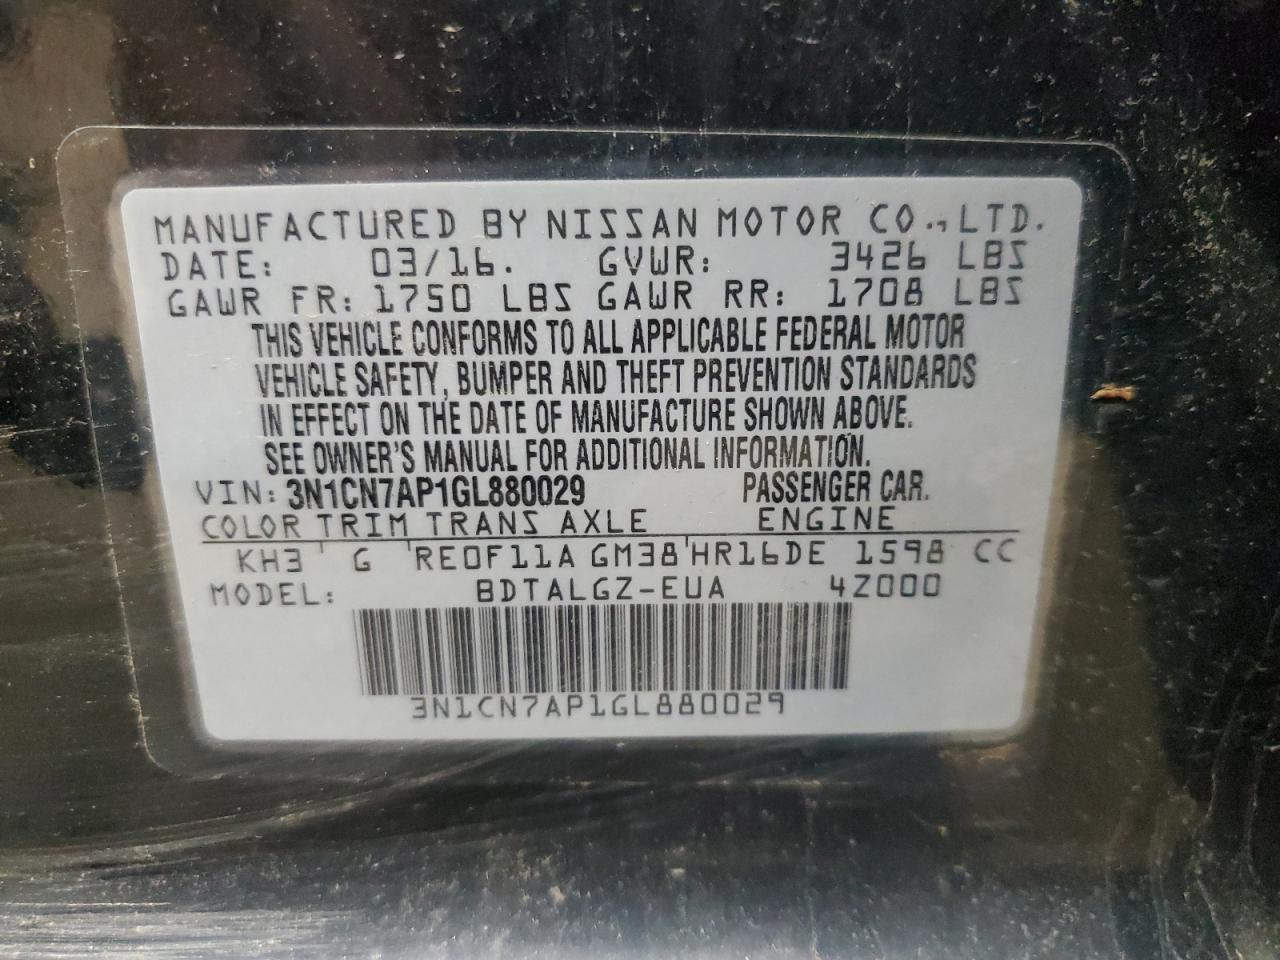 MANUFACTURED BY NISSAN MOTOR CO., LTD.
DATE: 03/16. GVWR: 3426 LBS
GAWR FR: 1750 LBS GAWR RR: 1708 LBS
THIS VEHICLE CONFORMS TO ALL APPLICABLE FEDERAL MOTOR
VEHICLE SAFETY, BUMPER AND THEFT PREVENTION STANDARDS
IN EFFECT ON THE DATE OF MANUFACTURE SHOWN ABOVE.
SEE OWNER'S MANUAL FOR ADDITIONAL INFORMATION.
VIN: 3N1CN7AP1GL880029 PASSENGER CAR.
COLOR TRIM TRANS AXLE ENGINE
KH3 ' G 'RE0F11A GM38'HR16DE 1598 CC
MODEL: BDTALGZ-EUA 4Z000
3N1CN7AP1GL880029